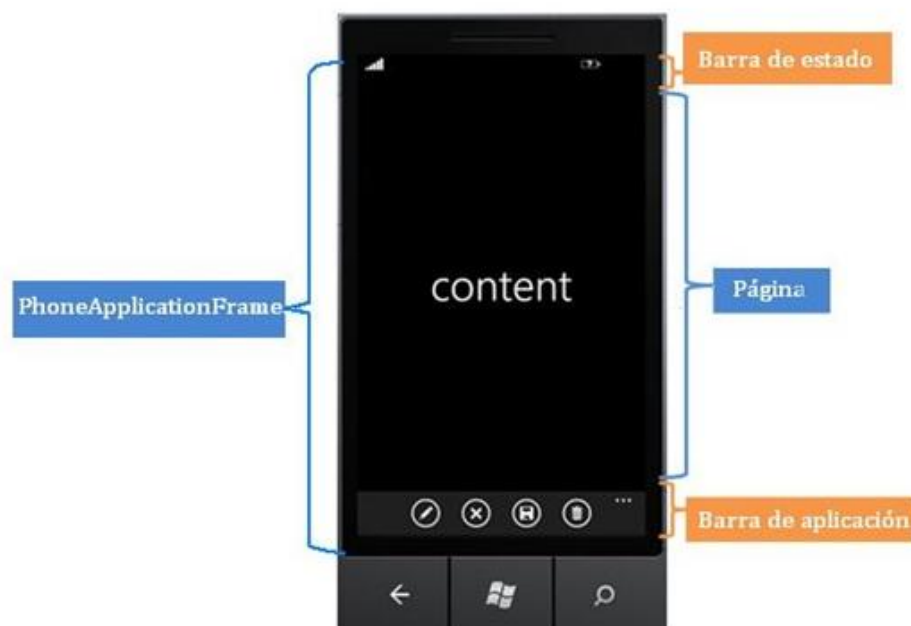 Barra de estado
content
PhoneApplicationFrame
Página
Barra de aplicación